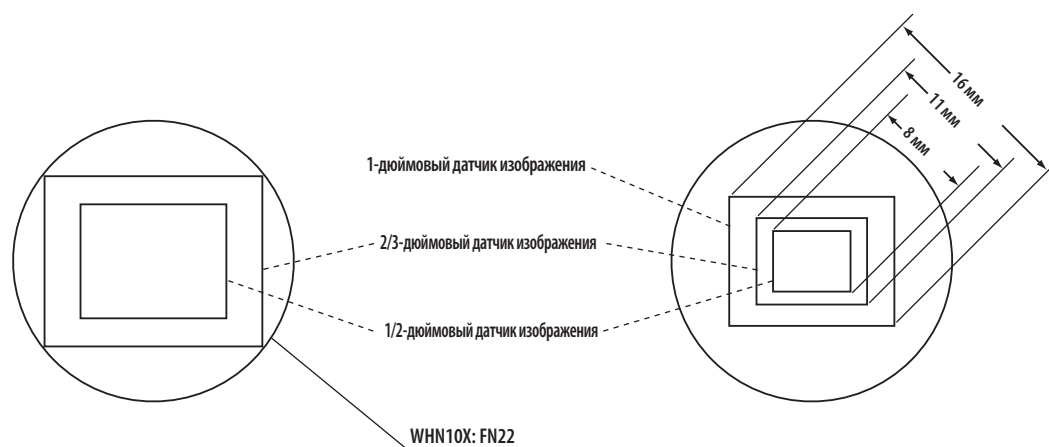 16 мм
11 мм
8 мм
1-дюймовый датчик изображения
2/3-дюймовый датчик изображения
1/2-дюймовый датчик изображения
WHN10X: FN22